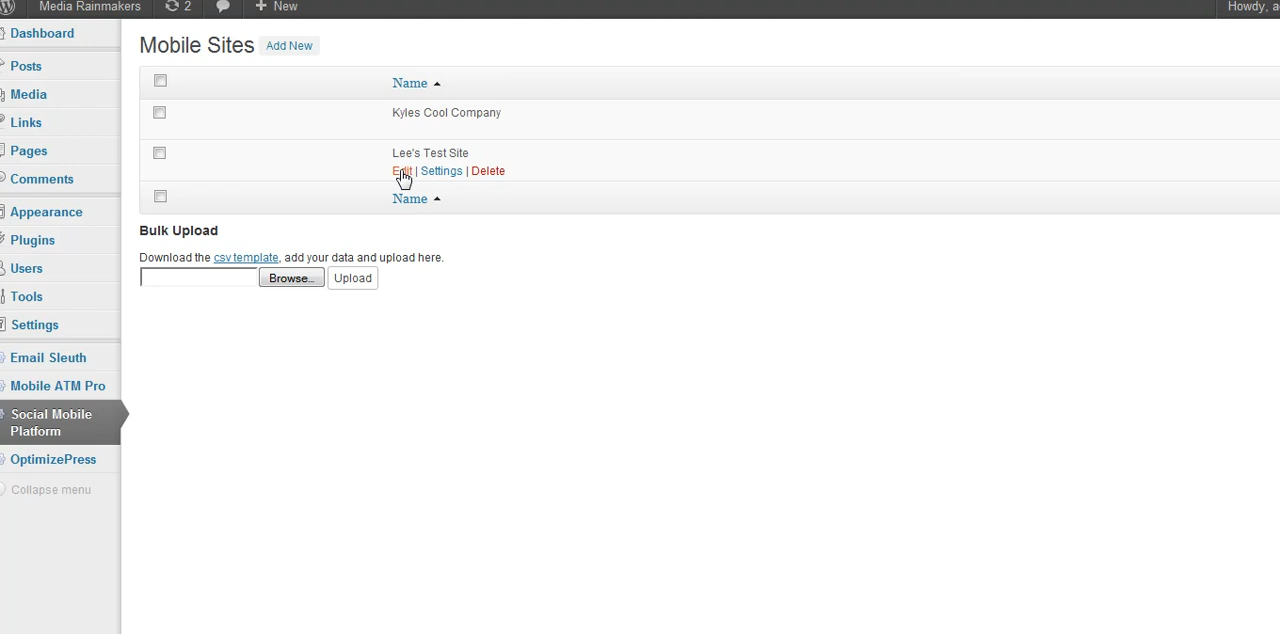 Media Rainmakers 2 New Howdy, a
Dashboard
Posts
Media
Links
Pages
Comments
Appearance
Plugins
Users
Tools
Settings
Email Sleuth
Mobile ATM Pro
Social Mobile
Platform
OptimizePress
Collapse menu
Mobile Sites Add New
Name
Kyles Cool Company
Lee's Test Site
Edit | Settings | Delete
Name
Bulk Upload
Download the csv template, add your data and upload here.
Browse... Upload